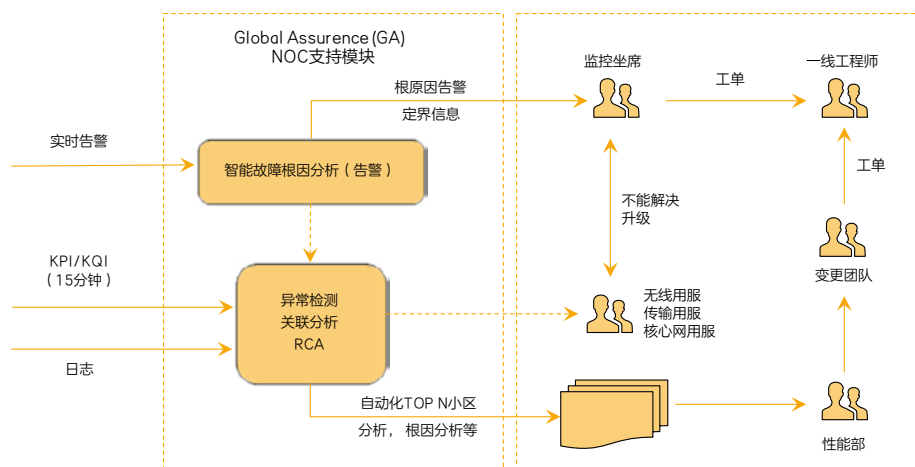 Global Assurence (GA)
NOC支持模块
监控坐席
一线工程师
根原因告警
定界信息
工单
实时告警
智能故障根因分析（告警）
不能解决
升级
工单
KPI/KQI
（15分钟）
变更团队
异常检测
关联分析
RCA
无线用服
传输用服
核心网用服
日志
自动化TOP N小区
分析， 根因分析等
性能部